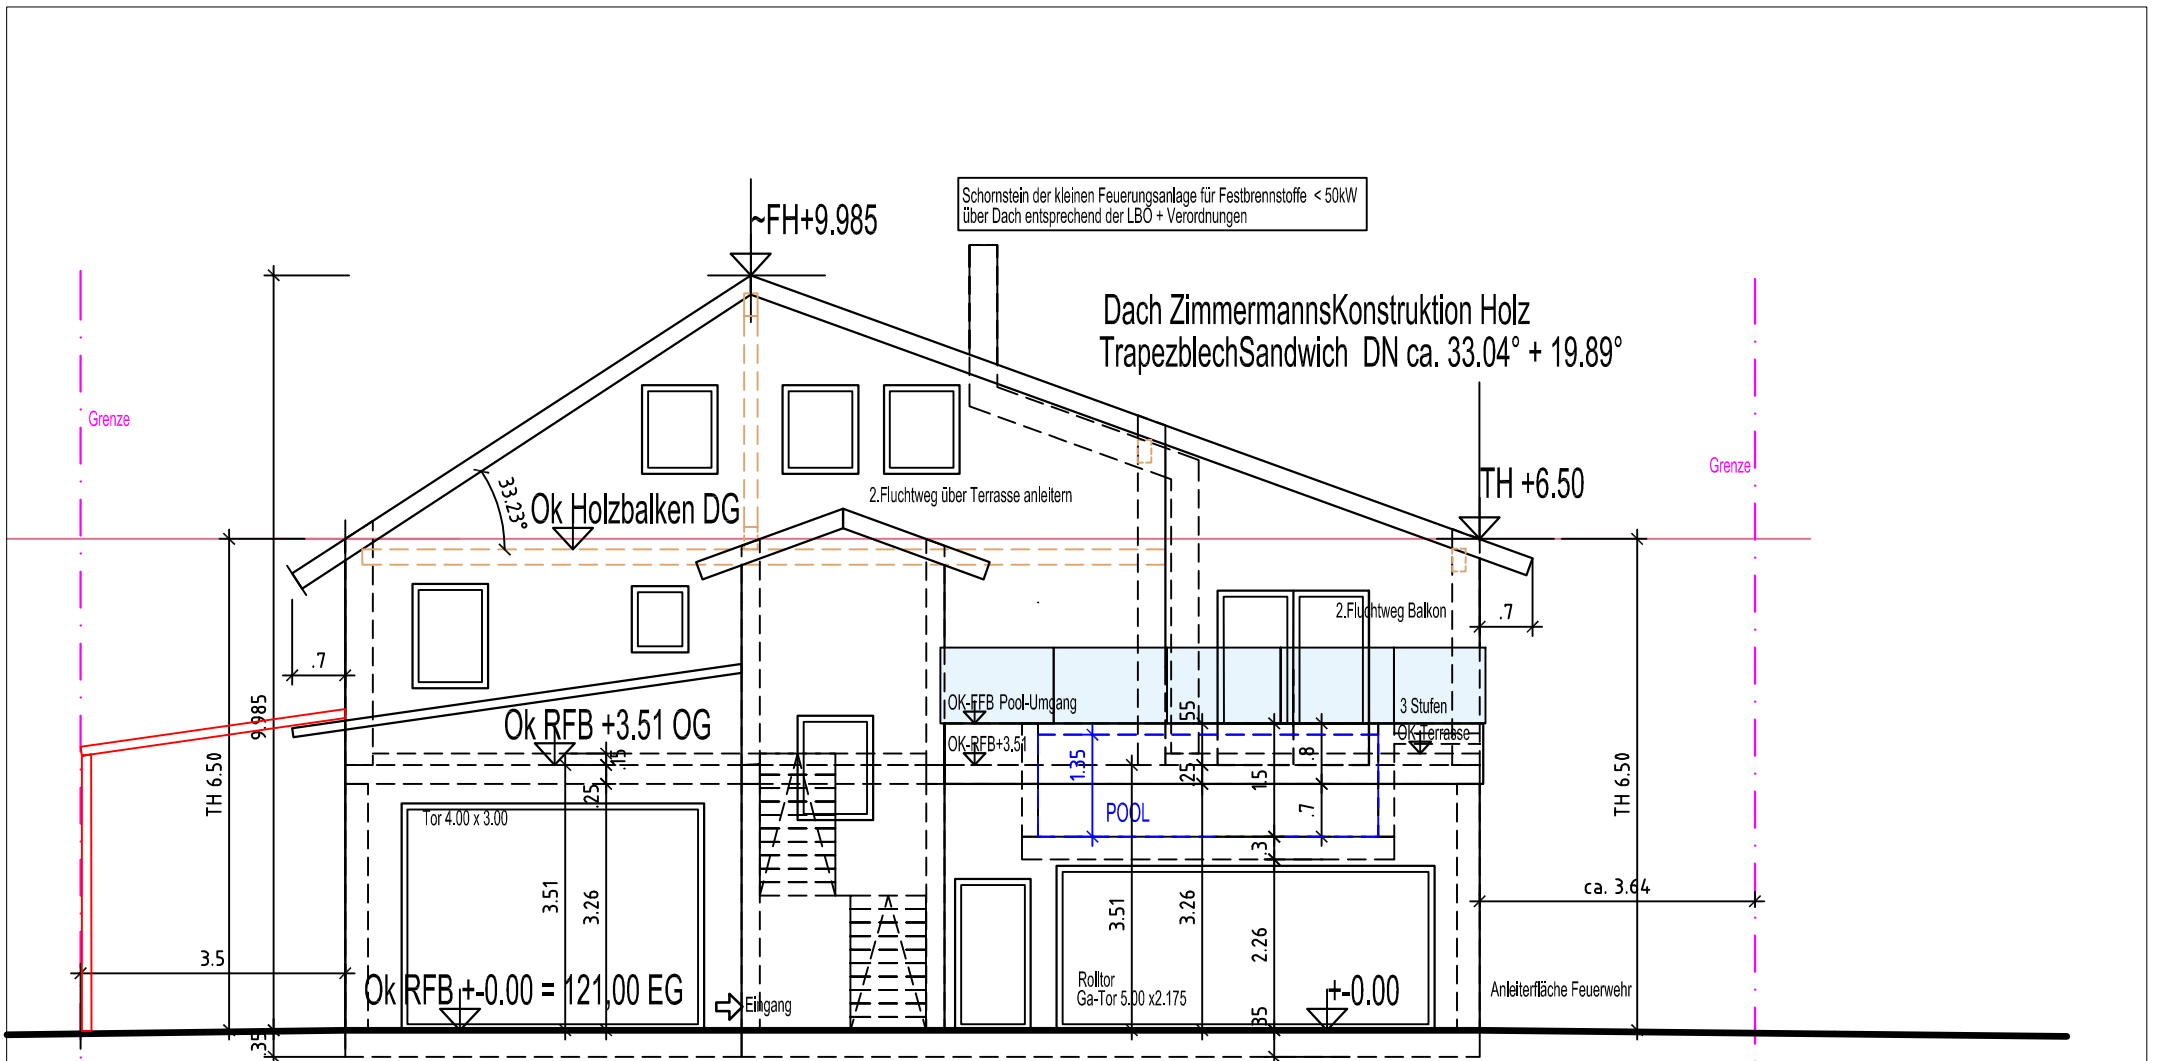 Schornstein der kleinen Feuerungsanlage für Festbrennstoffe < 50kW
über Dach entsprechend der LBO + Verordnungen
~FH+9.985
Dach ZimmermannsKonstruktion Holz
TrapezblechSandwich DN ca. 33.04° + 19.89°
Grenze
Grenze
TH +6.50
33.23°
Ok Holzbalken DG
2.Fluchtweg über Terrasse anleitern
2.Fluchtweg Balkon
.7
.7
9.985
TH 6.50
TH 6.50
OK-FFB Pool-Umgang
3 Stufen
OK-Terrasse
OK-RFB+3.51
Ok RFB +3.51 OG
.15
.25
55
25
1.35
1.5
.8
.7
.3
POOL
Tor 4.00 x 3.00
3.51
3.26
3.51
3.26
2.26
ca. 3.64
3.5
Ok RFB +-0.00 = 121,00 EG
Eingang
Rolltor
Ga-Tor 5.00 x2.175
+-0.00
Anleiterfläche Feuerwehr
.35
35